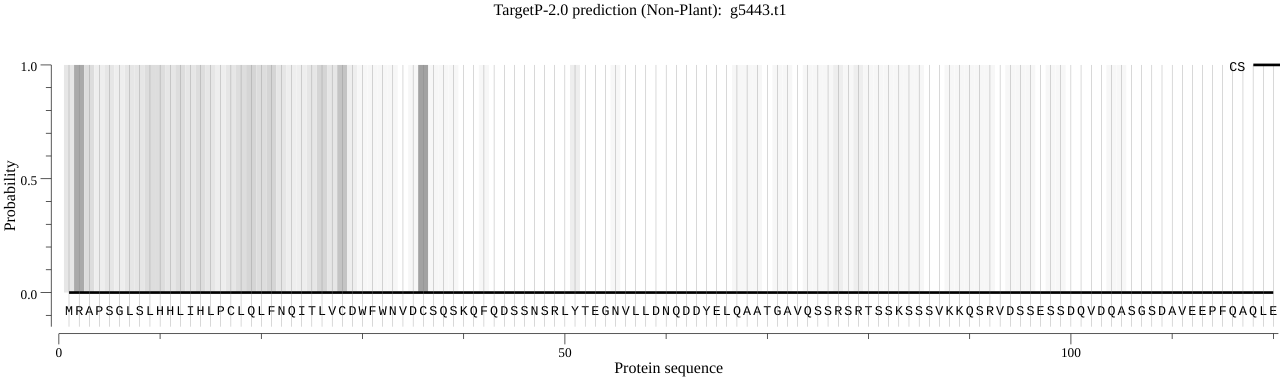 TargetP-2.0 prediction (Non-Plant): g5443.t1
1.0
CS
Probability
0.5
0.0
MRAPSGLSLHHLIHLPCLQLFNQITLVCDWFWNVDCSQSKQFQDSSNSRLYTEGNVLLDNQDDYELQAATGAVQSSRSRTSSKSSSVKKQSRVDSSESSDQVDQASGSDAVEEPFQAQLE
0 50 100
Protein sequence